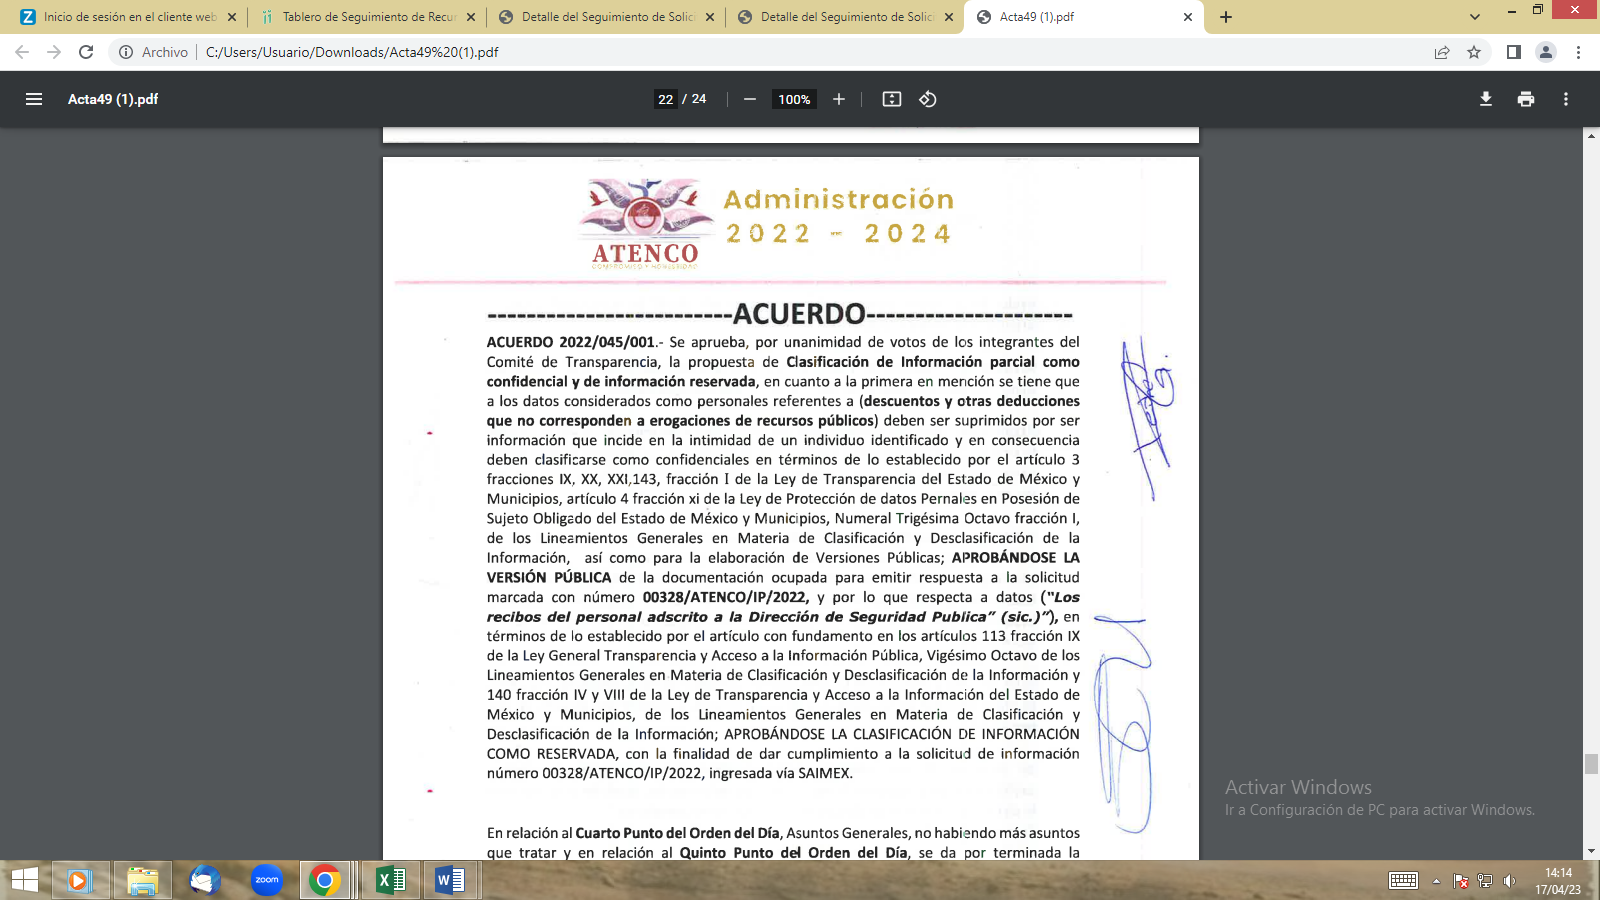 Inicio de sesión en el cliente web
Tablero de Seguimiento de Recur
Detalle del Seguimiento de Solici
Detalle del Seguimiento de Solici
Acta49 (1).pdf
Archivo
C:/Users/Usuario/Downloads/Acta49%20(1).pdf
Acta49 (1).pdf
22 / 24
100%
Administración
2022 - 2024
ATENCO
COMPROMISO Y HONESTIDAD
-------------------------ACUERDO---------------------
ACUERDO 2022/045/001.- Se aprueba, por unanimidad de votos de los integrantes del
Comité de Transparencia, la propuesta de Clasificación de Información parcial como
confidencial y de información reservada, en cuanto a la primera en mención se tiene que
a los datos considerados como personales referentes a (descuentos y otras deducciones
que no corresponden a erogaciones de recursos públicos) deben ser suprimidos por ser
información que incide en la intimidad de un individuo identificado y en consecuencia
deben clasificarse como confidenciales en términos de lo establecido por el artículo 3
fracciones IX, XX, XXI,143, fracción I de la Ley de Transparencia del Estado de México y
Municipios, artículo 4 fracción xi de la Ley de Protección de datos Pernales en Posesión de
Sujeto Obligado del Estado de México y Municipios, Numeral Trigésima Octavo fracción I,
de los Lineamientos Generales en Materia de Clasificación y Desclasificación de la
Información, así como para la elaboración de Versiones Públicas; APROBÁNDOSE LA
VERSIÓN PÚBLICA de la documentación ocupada para emitir respuesta a la solicitud
marcada con número 00328/ATENCO/IP/2022, y por lo que respecta a datos ("Los
recibos del personal adscrito a la Dirección de Seguridad Publica" (sic.)"), en
términos de lo establecido por el artículo con fundamento en los artículos 113 fracción IX
de la Ley General Transparencia y Acceso a la Información Pública, Vigésimo Octavo de los
Lineamientos Generales en Materia de Clasificación y Desclasificación de la Información y
140 fracción IV y VIII de la Ley de Transparencia y Acceso a la Información del Estado de
México y Municipios, de los Lineamientos Generales en Materia de Clasificación y
Desclasificación de la Información; APROBÁNDOSE LA CLASIFICACIÓN DE INFORMACIÓN
COMO RESERVADA, con la finalidad de dar cumplimiento a la solicitud de información
número 00328/ATENCO/IP/2022, ingresada vía SAIMEX.
En relación al Cuarto Punto del Orden del Día, Asuntos Generales, no habiendo más asuntos
que tratar y en relación al Quinto Punto del Orden del Día, se da por terminada la
Activar Windows
Ir a Configuración de PC para activar Windows.
zoom
14:14
17/04/23